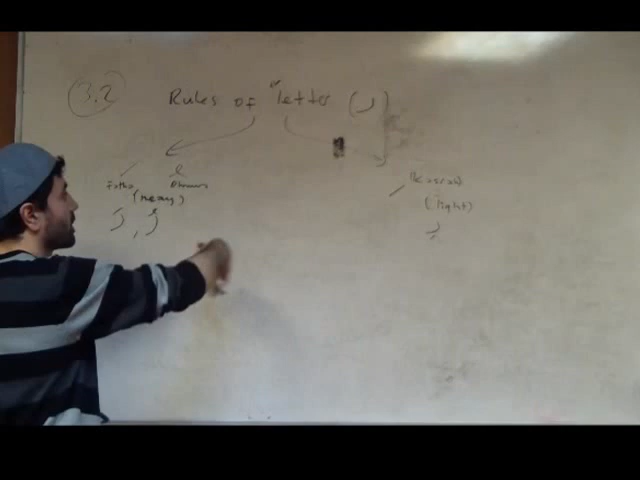 3.2
Rules of letter (ر)
Fatha Dhamma
(heavy)
رَ , رُ
Kasrah
(light)
رِ